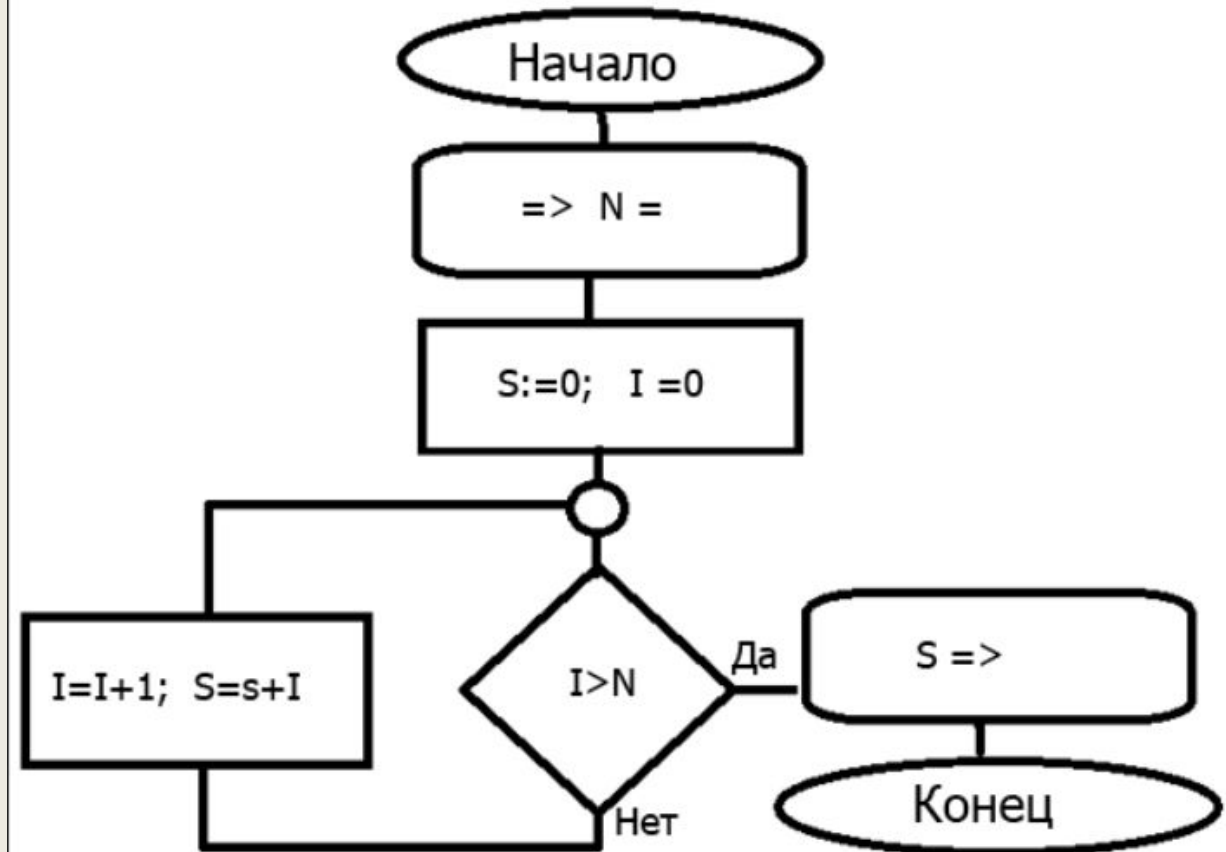 Начало
=> N =
S:=0; I =0
I=I+1; S=s+I
I>N
Да
S =>
Нет
Конец